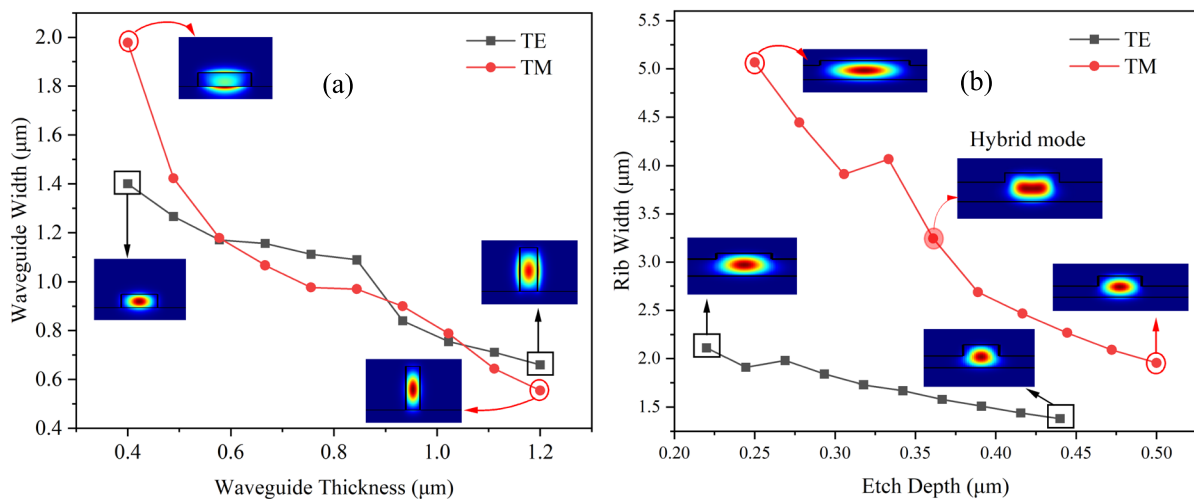 (a)
TE
TM
2.0
1.8
1.6
1.4
1.2
1.0
0.8
0.6
0.4
Waveguide Width (μm)
0.4
0.6
0.8
1.0
1.2
Waveguide Thickness (μm)
(b)
TE
TM
Hybrid mode
5.5
5.0
4.5
4.0
3.5
3.0
2.5
2.0
1.5
Rib Width (μm)
0.20
0.25
0.30
0.35
0.40
0.45
0.50
Etch Depth (μm)